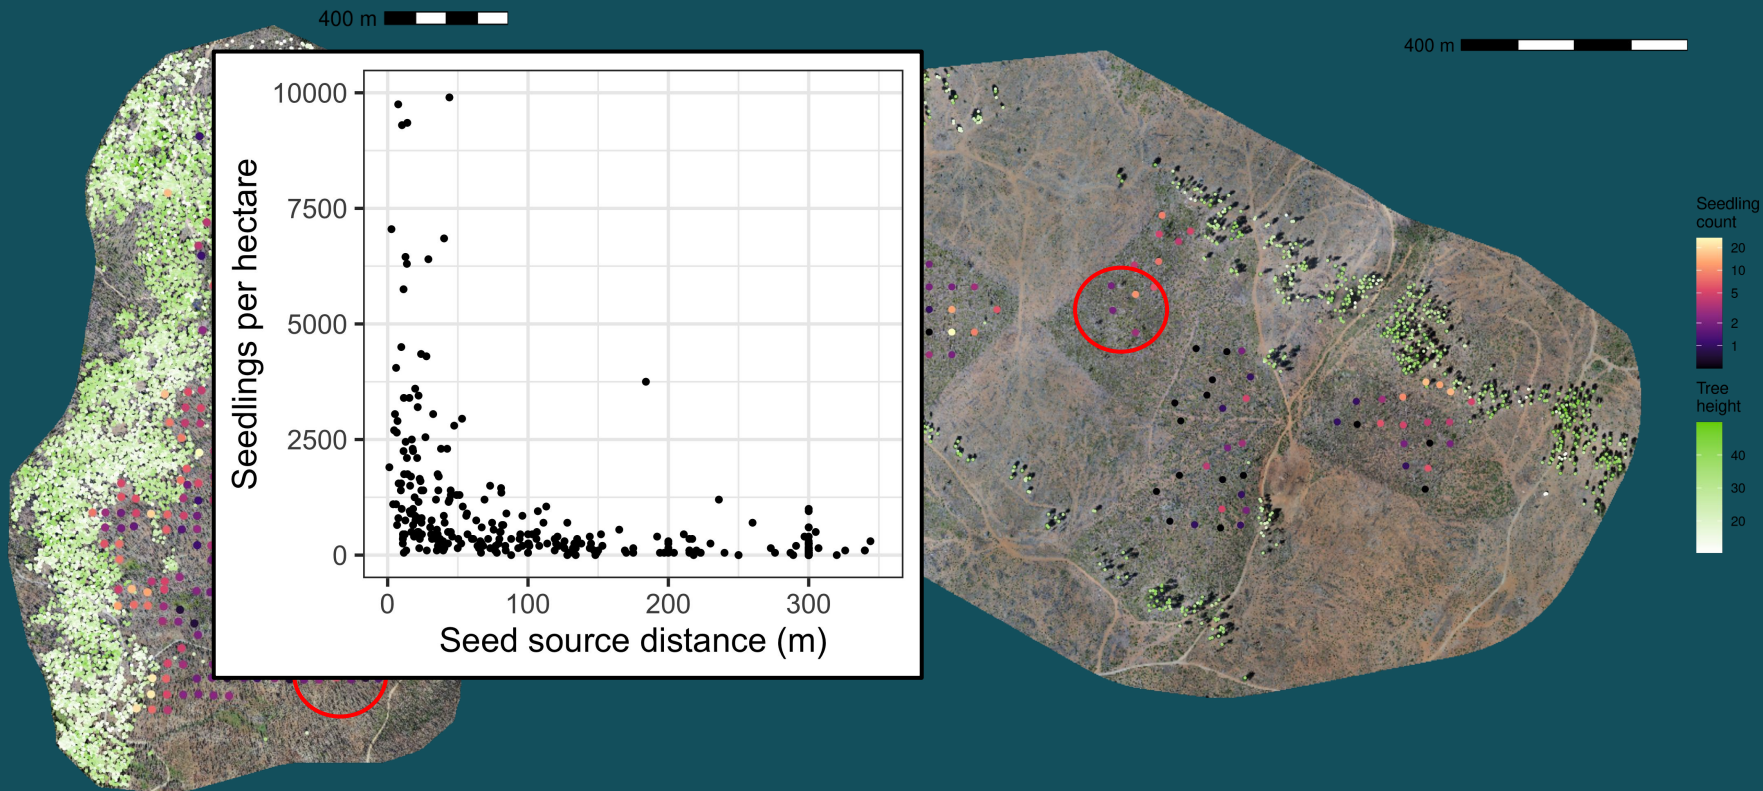 400 m
400 m
10000
7500
5000
2500
0
Seedlings per hectare
0 100 200 300
Seed source distance (m)
Seedling
count
20
10
5
2
1
Tree
height
40
30
20